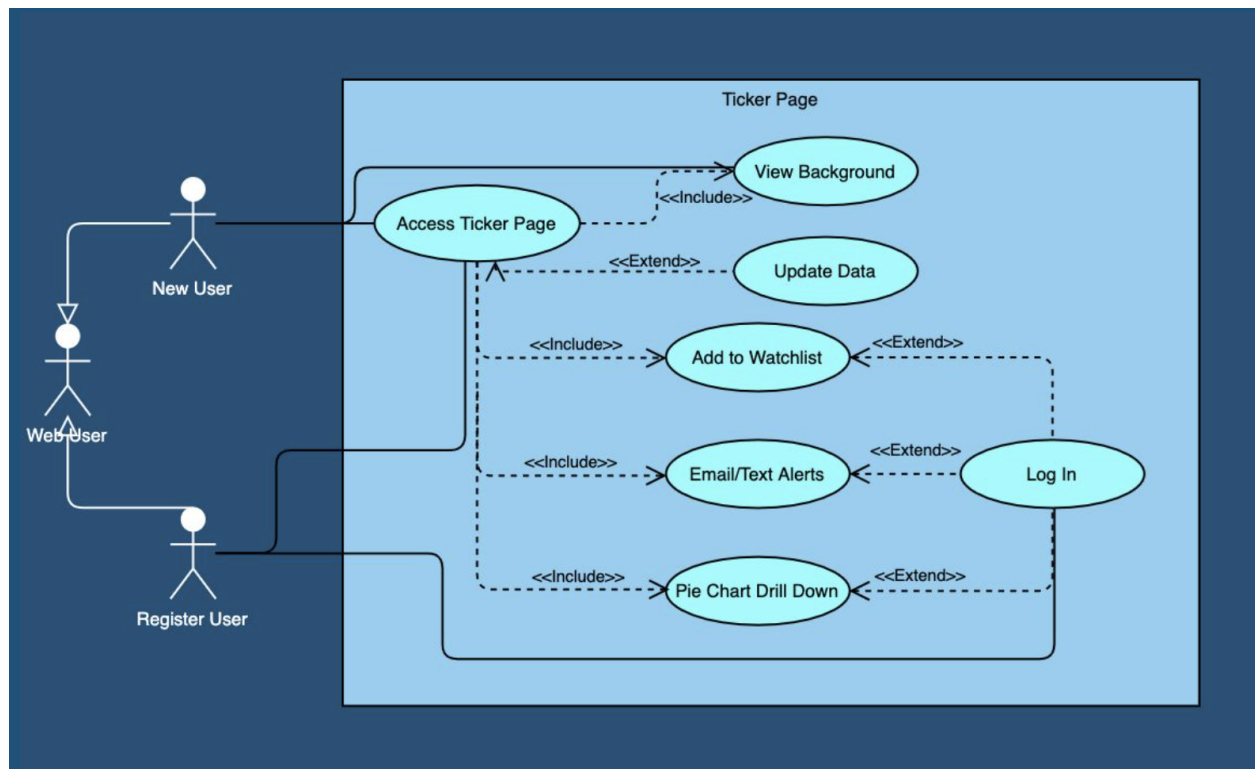 Ticker Page
View Background
<<Include>>
Access Ticker Page
<<Extend>>
Update Data
New User
<<Include>>
Add to Watchlist
<<Extend>>
Web User
<<Include>>
Email/Text Alerts
<<Extend>>
Log In
<<Include>>
Pie Chart Drill Down
<<Extend>>
Register User